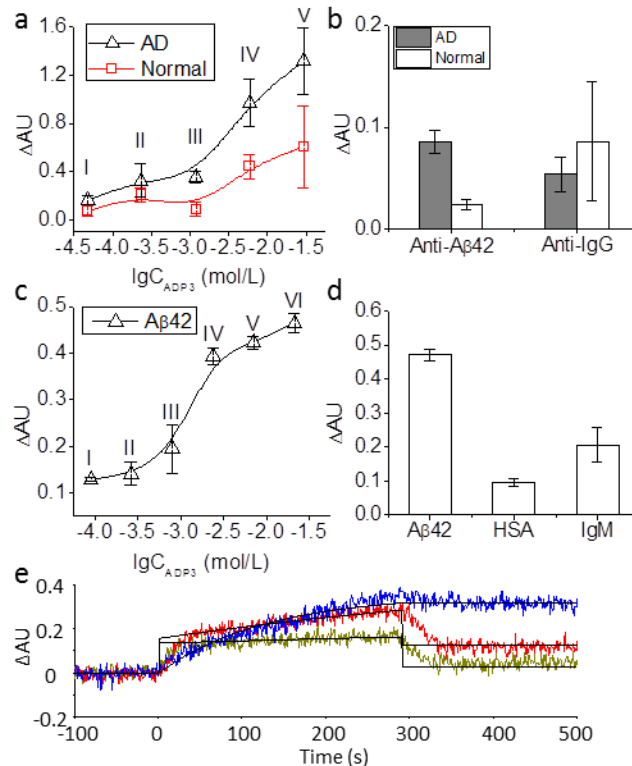 a
ΔAU
1.6
1.2
0.8
0.4
0.0
AD
Normal
I
II
III
IV
V
-4.5 -4.0 -3.5 -3.0 -2.5 -2.0 -1.5
lgC ADP3 (mol/L)
b
ΔAU
0.2
0.1
0.0
AD
Normal
Anti-Aβ42 Anti-IgG
c
ΔAU
0.5
0.4
0.3
0.2
0.1
Aβ42
I
II
III
IV
V
VI
-4.0 -3.5 -3.0 -2.5 -2.0 -1.5
lgC ADP3 (mol/L)
d
ΔAU
0.6
0.5
0.4
0.3
0.2
0.1
0.0
Aβ42 HSA IgM
e
ΔAU
0.4
0.2
0
-0.2
-100 0 100 200 300 400 500
Time (s)